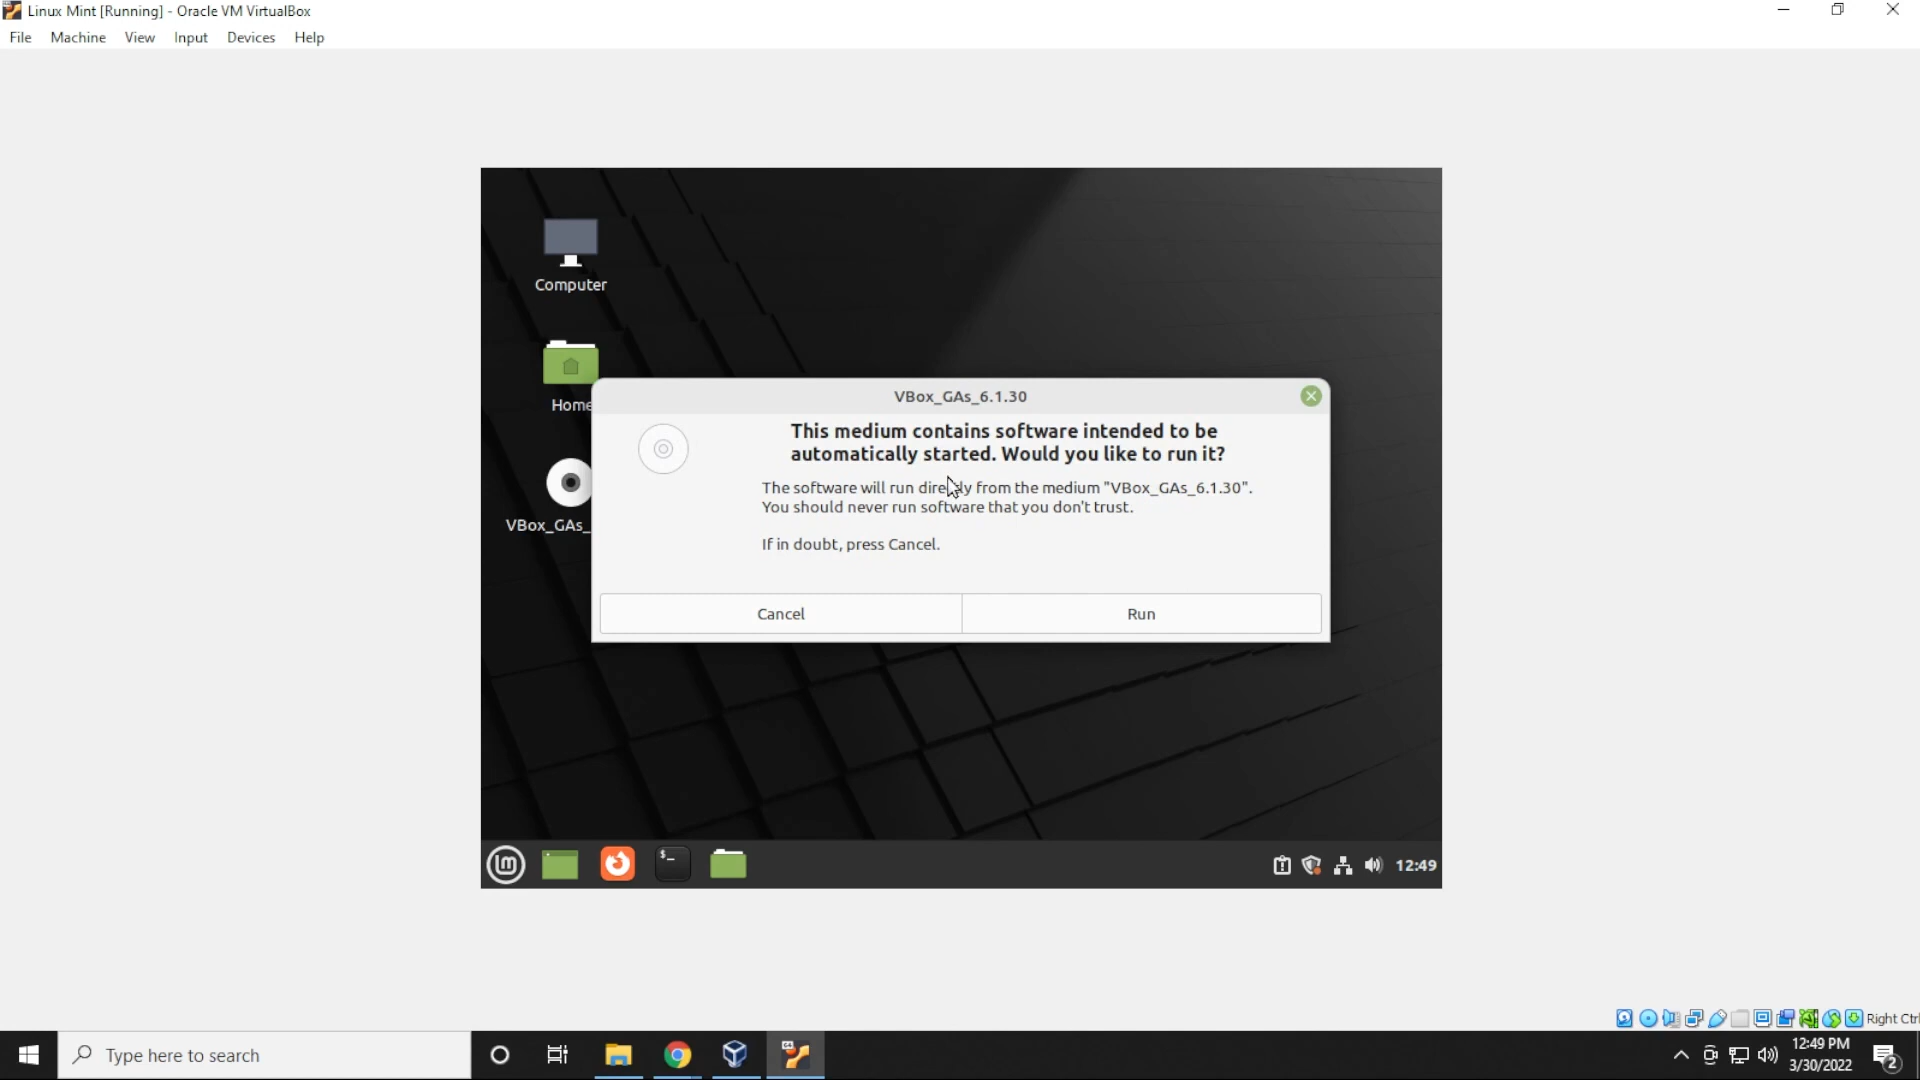 Linux Mint [Running] - Oracle VM VirtualBox
File Machine View Input Devices Help
Computer
Home
VBox_GAs_
VBox_GAs_6.1.30
This medium contains software intended to be
automatically started. Would you like to run it?
The software will run directly from the medium "VBox_GAs_6.1.30".
You should never run software that you don't trust.
If in doubt, press Cancel.
Cancel
Run
lm
$_
12:49
Right Ctrl
Type here to search
64
12:49 PM
3/30/2022
2